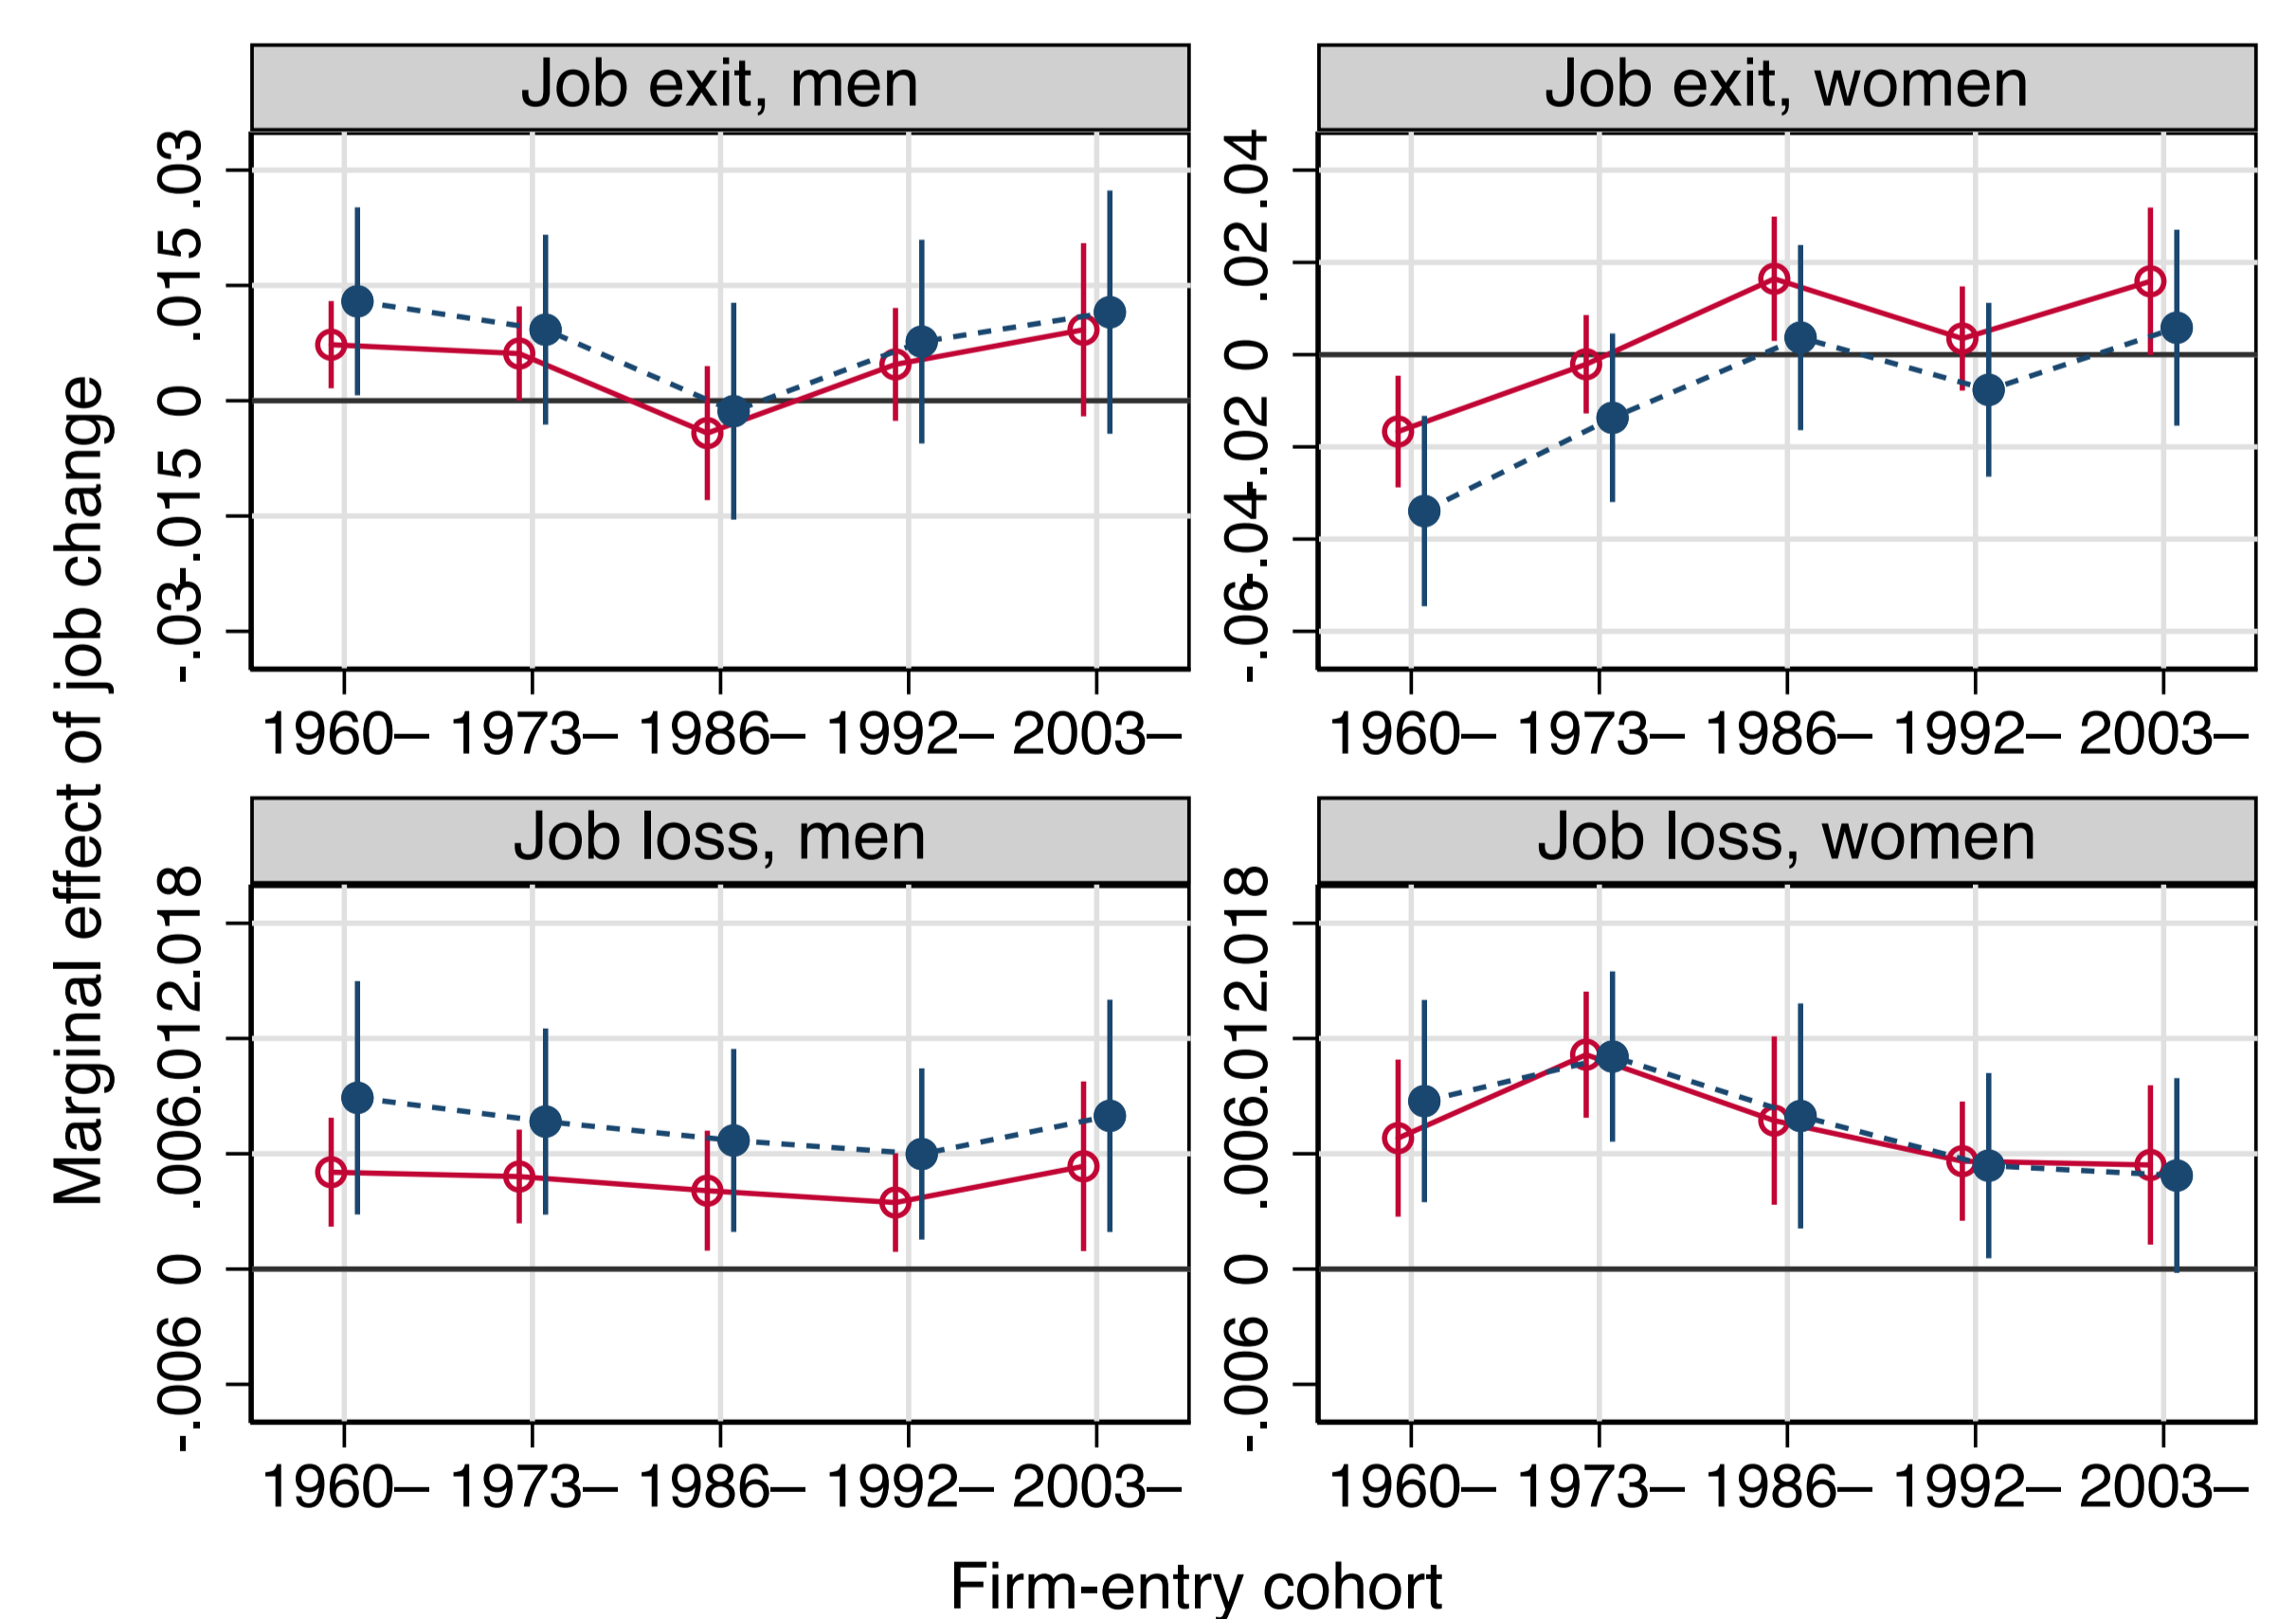 Job exit, men
Job exit, women
.03
.015
0
-.015
-.03
.04
.02
0
-.02
-.04
-.06
1960– 1973– 1986– 1992– 2003–
1960– 1973– 1986– 1992– 2003–
Marginal effect of job change
Job loss, men
Job loss, women
.018
.012
.006
0
-.006
.018
.012
.006
0
-.006
1960– 1973– 1986– 1992– 2003–
1960– 1973– 1986– 1992– 2003–
Firm-entry cohort